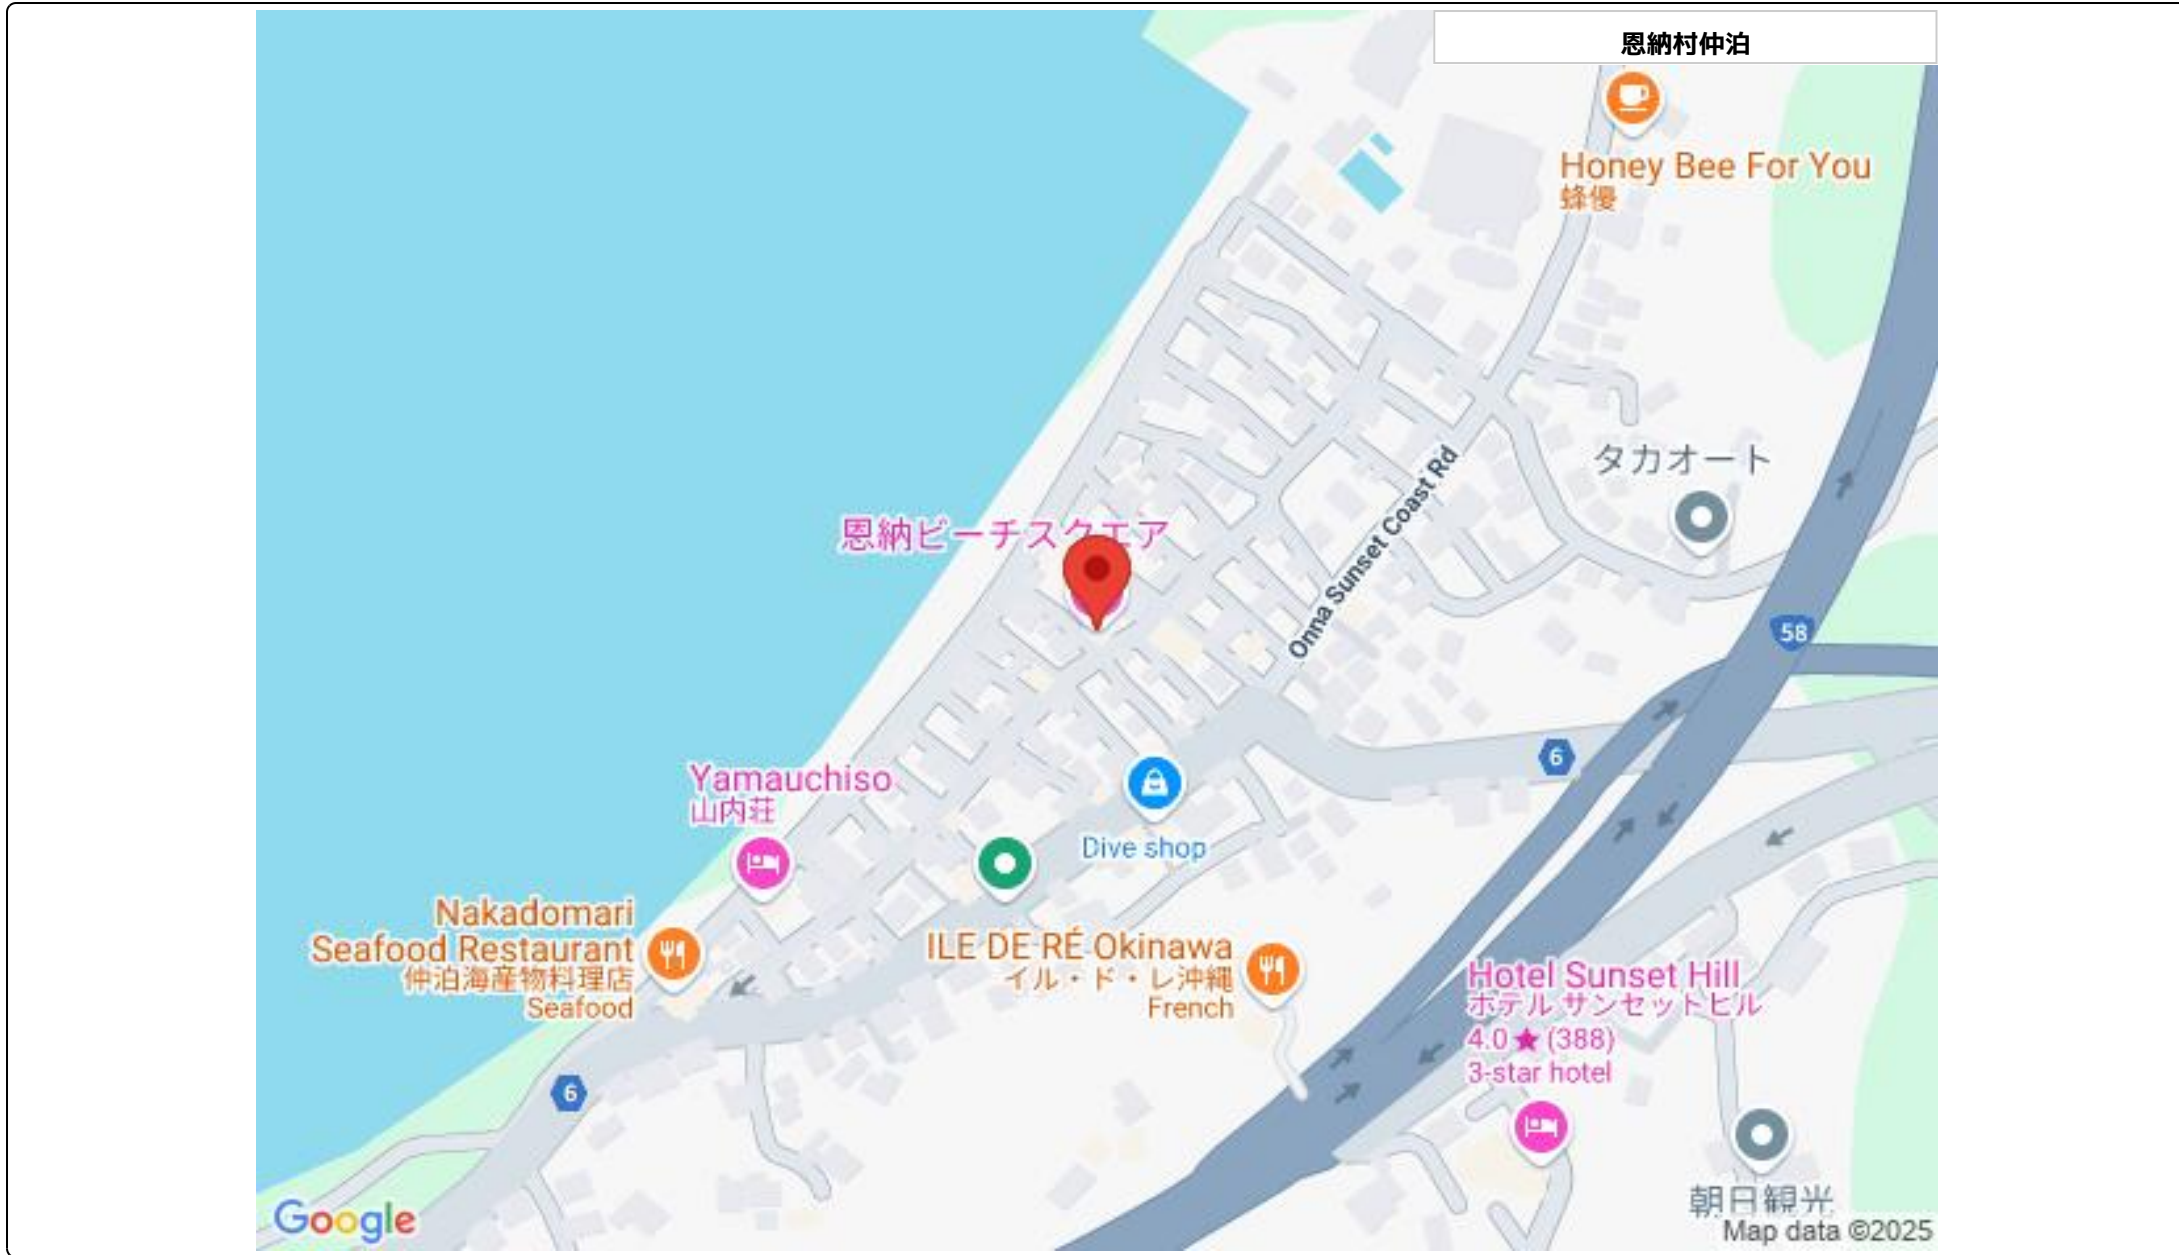 恩納村仲泊
Honey Bee For You
蜂優
タカオート
Onna Sunset Coast Rd
恩納ビーチスクエア
58
6
Yamauchiso
山内荘
Dive shop
Nakadomari
Seafood Restaurant
仲泊海産物料理店
Seafood
ILE DE RÉ Okinawa
イル・ド・レ沖縄
French
Hotel Sunset Hill
ホテル サンセットヒル
4.0 ★ (388)
3-star hotel
6
朝日観光
Google
Map data ©2025